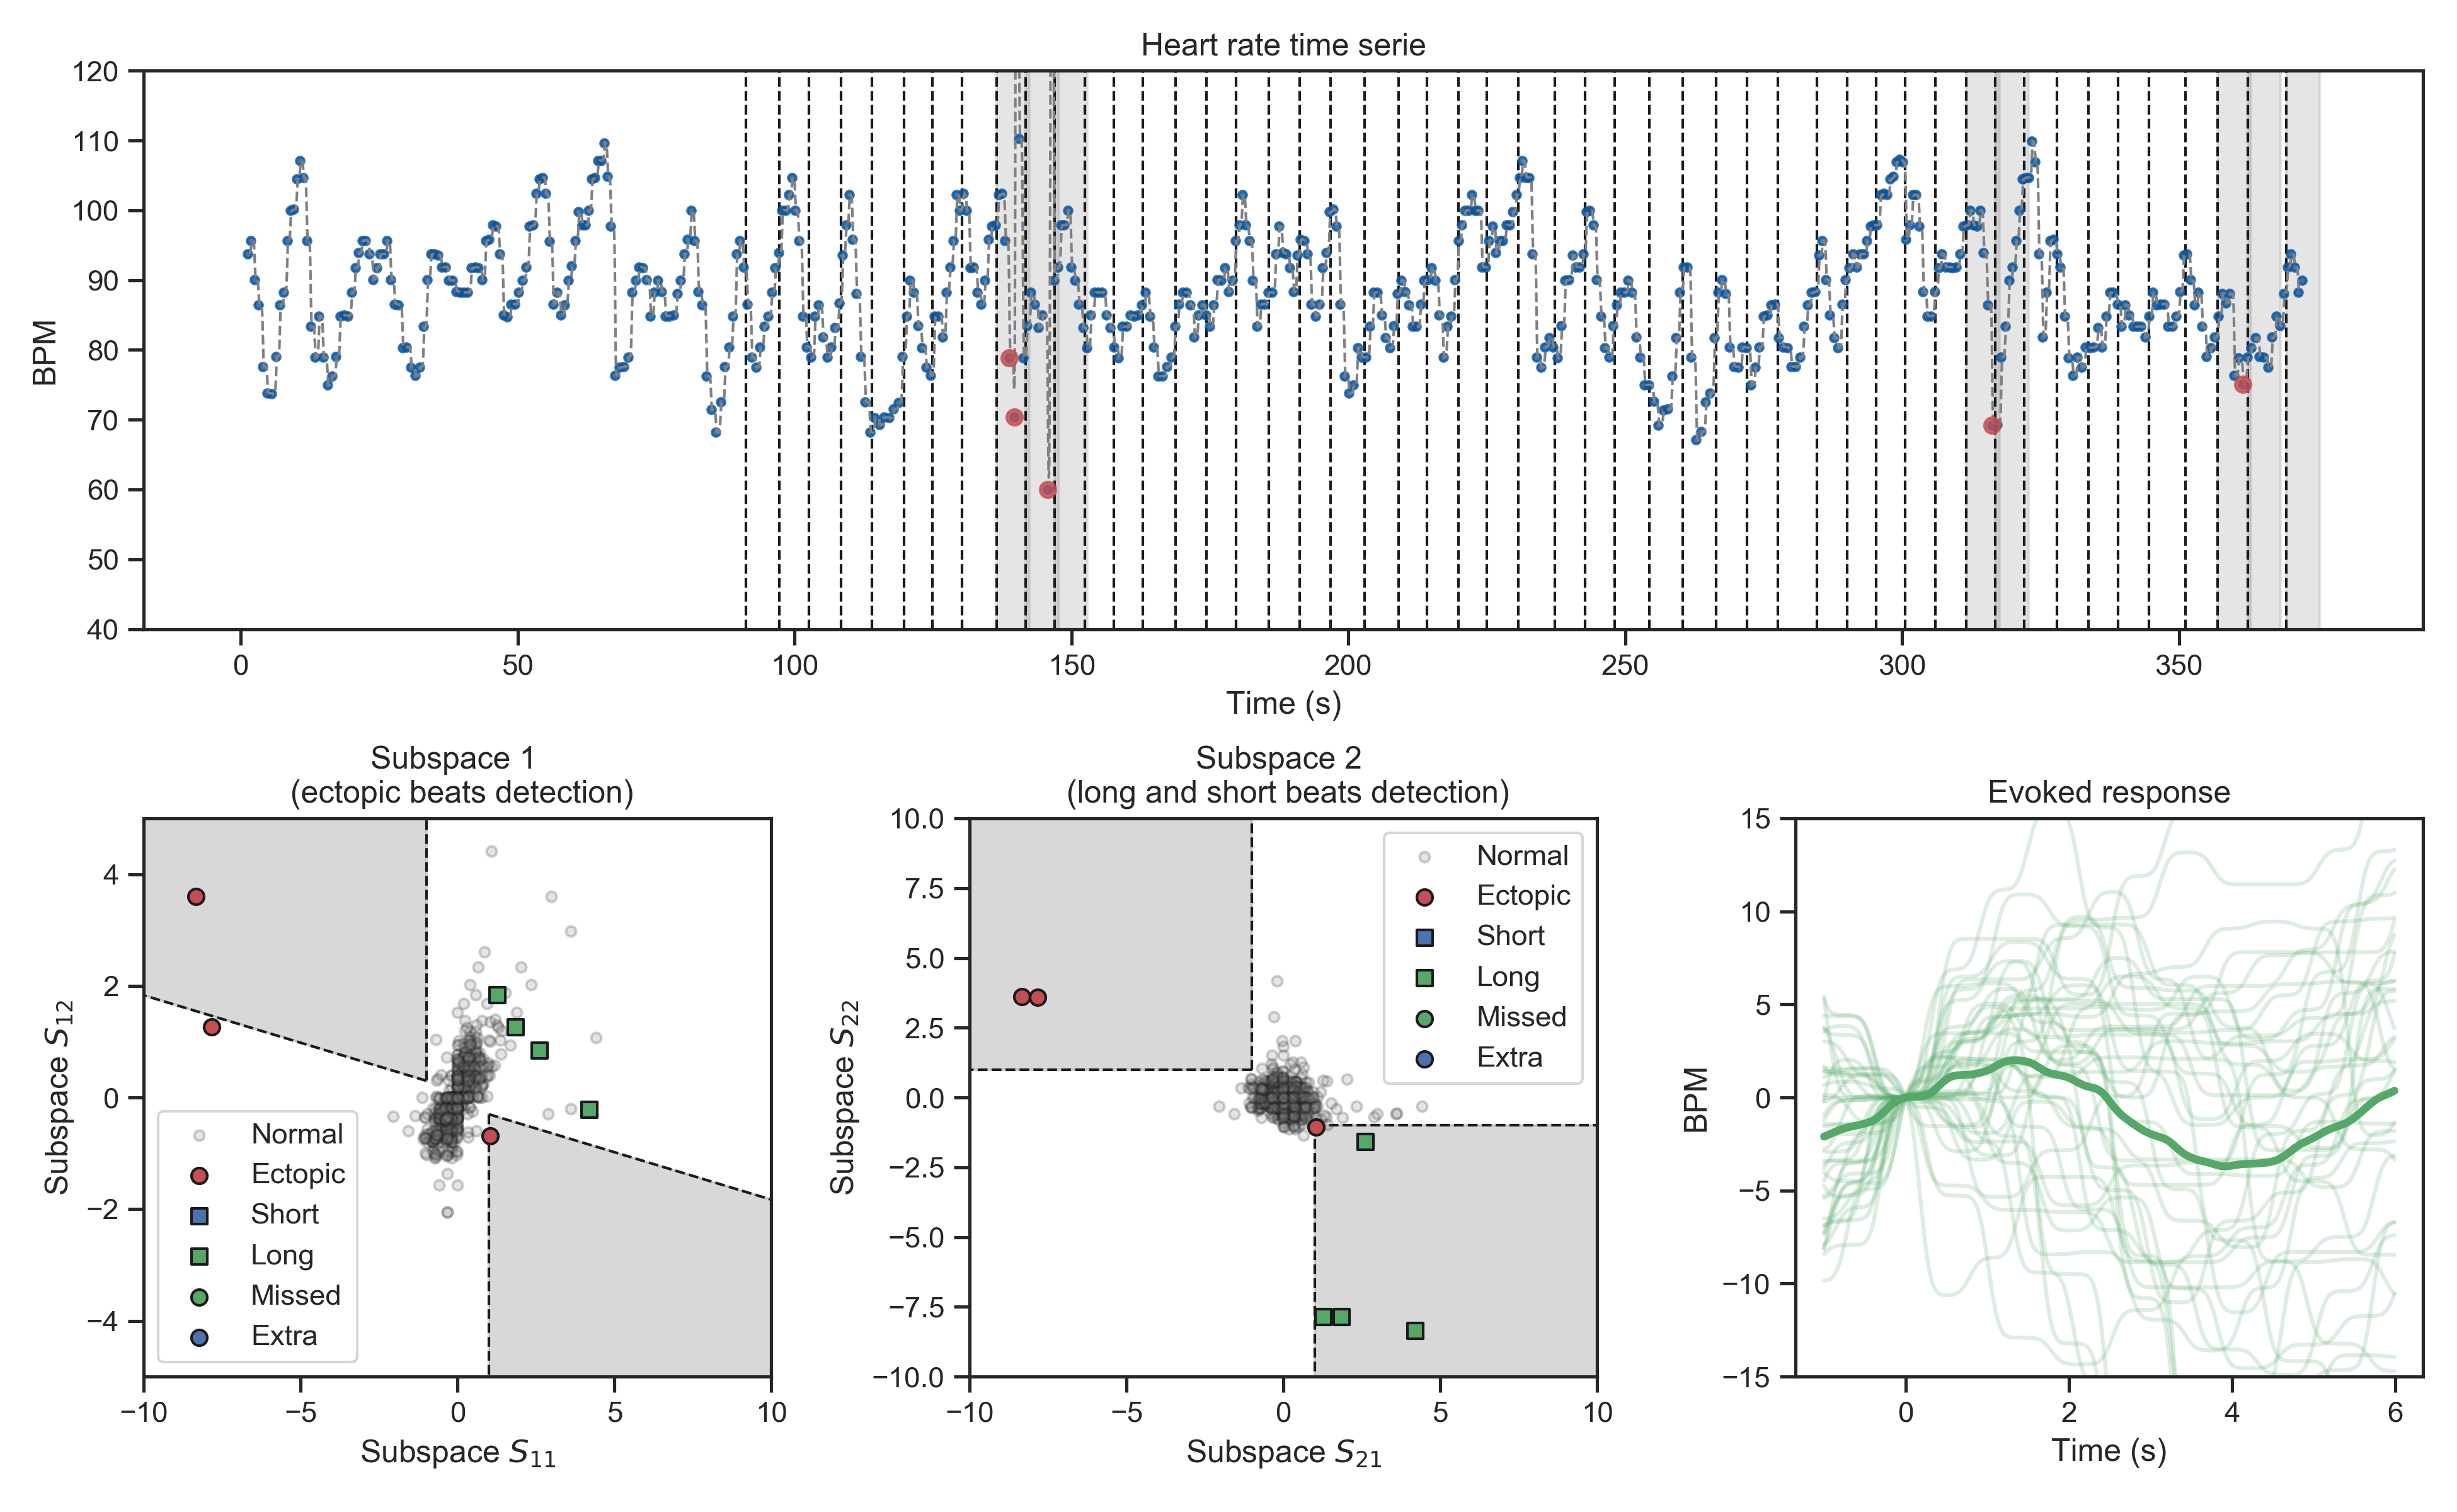 Heart rate time serie
120
110
100
90
80
70
60
50
40
BPM
0 50 100 150 200 250 300 350
Time (s)
Subspace 1
(ectopic beats detection)
4
2
0
−2
−4
Subspace S12
Normal
Ectopic
Short
Long
Missed
Extra
−10 −5 0 5 10
Subspace S11
Subspace 2
(long and short beats detection)
10.0
7.5
5.0
2.5
0.0
−2.5
−5.0
−7.5
−10.0
Subspace S22
Normal
Ectopic
Short
Long
Missed
Extra
−10 −5 0 5 10
Subspace S21
Evoked response
15
10
5
0
−5
−10
−15
BPM
0 2 4 6
Time (s)